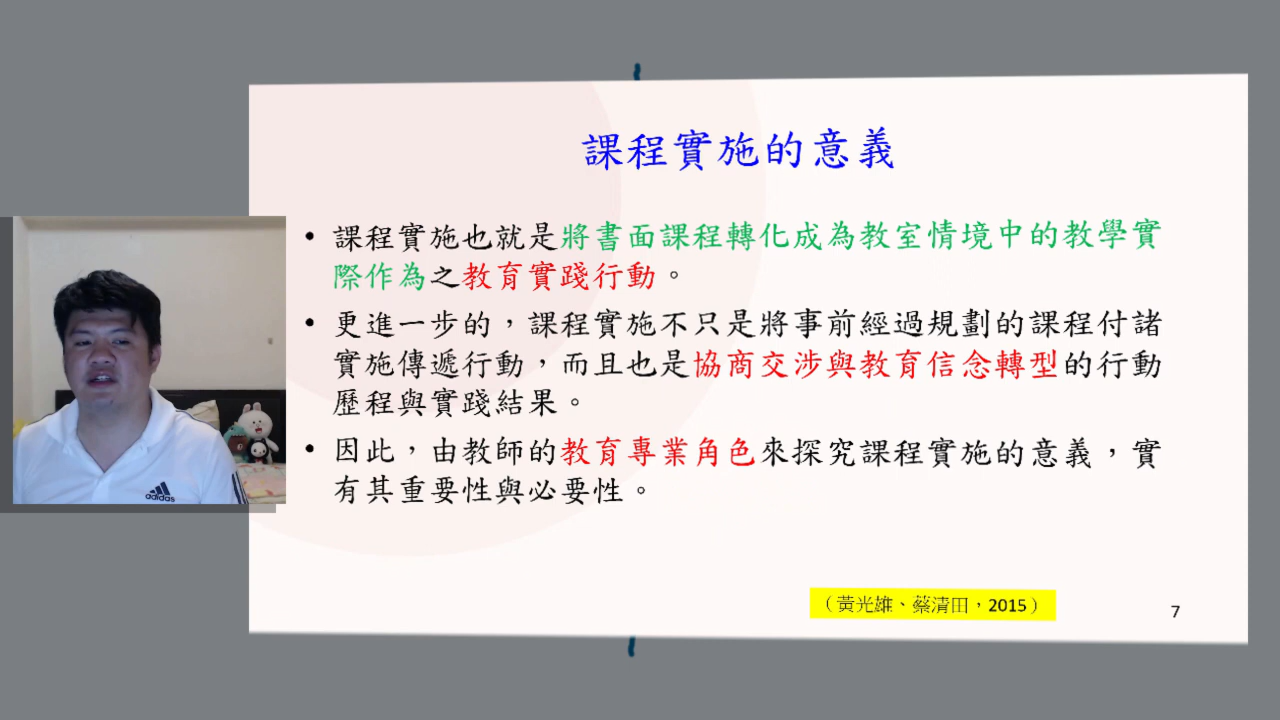 課程實施的意義
• 課程實施也就是將書面課程轉化成為教室情境中的教學實
際作為之教育實踐行動。
• 更進一步的，課程實施不只是將事前經過規劃的課程付諸
實施傳遞行動，而且也是協商交涉與教育信念轉型的行動
歷程與實踐結果。
• 因此，由教師的教育專業角色來探究課程實施的意義，實
有其重要性與必要性。
adidas
（黃光雄、蔡清田，2015）
7